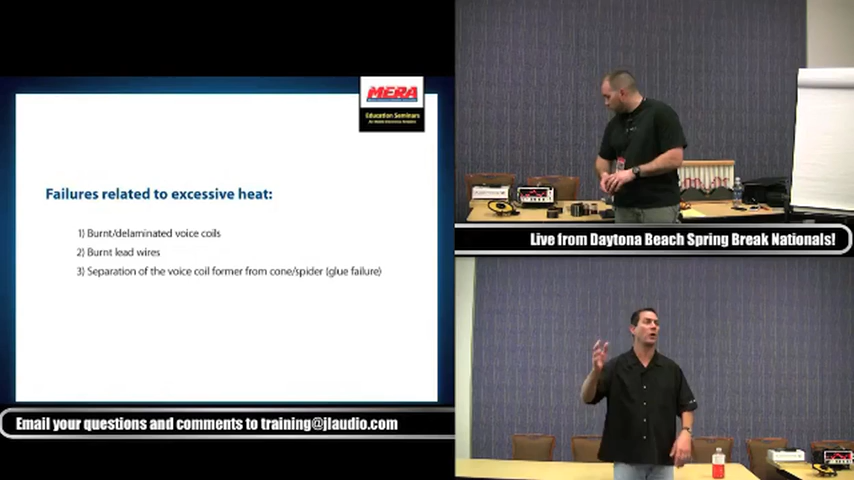 MERA
Education Seminars
Failures related to excessive heat:
1) Burnt/delaminated voice coils
2) Burnt lead wires
3) Separation of the voice coil former from cone/spider (glue failure)
Email your questions and comments to training@jlaudio.com
Live from Daytona Beach Spring Break Nationals!